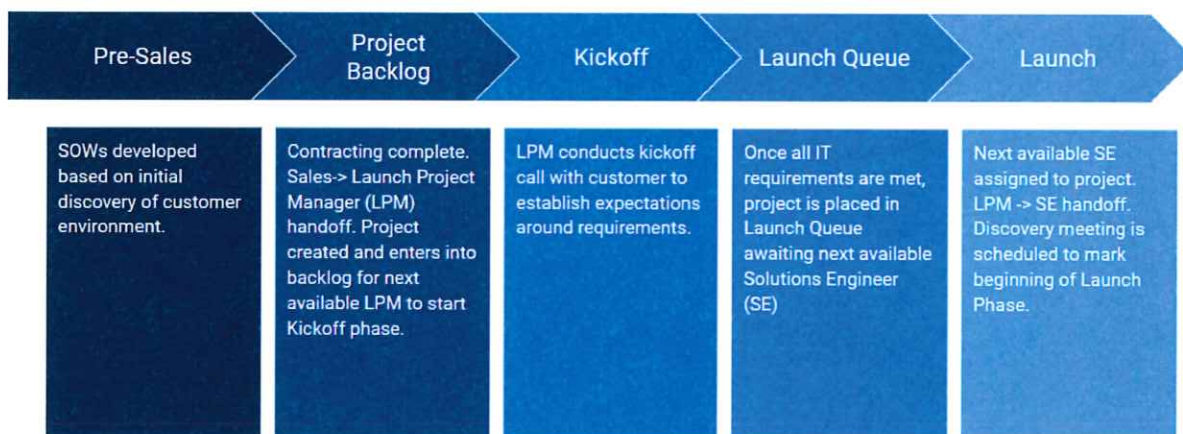 Pre-Sales
Project
Backlog
Kickoff
Launch Queue
Launch
SOWs developed
based on initial
discovery of customer
environment.
Contracting complete.
Sales-> Launch Project
Manager (LPM)
handoff. Project
created and enters into
backlog for next
available LPM to start
Kickoff phase.
LPM conducts kickoff
call with customer to
establish expectations
around requirements.
Once all IT
requirements are met,
project is placed in
Launch Queue
awaiting next available
Solutions Engineer
(SE)
Next available SE
assigned to project.
LPM -> SE handoff.
Discovery meeting is
scheduled to mark
beginning of Launch
Phase.